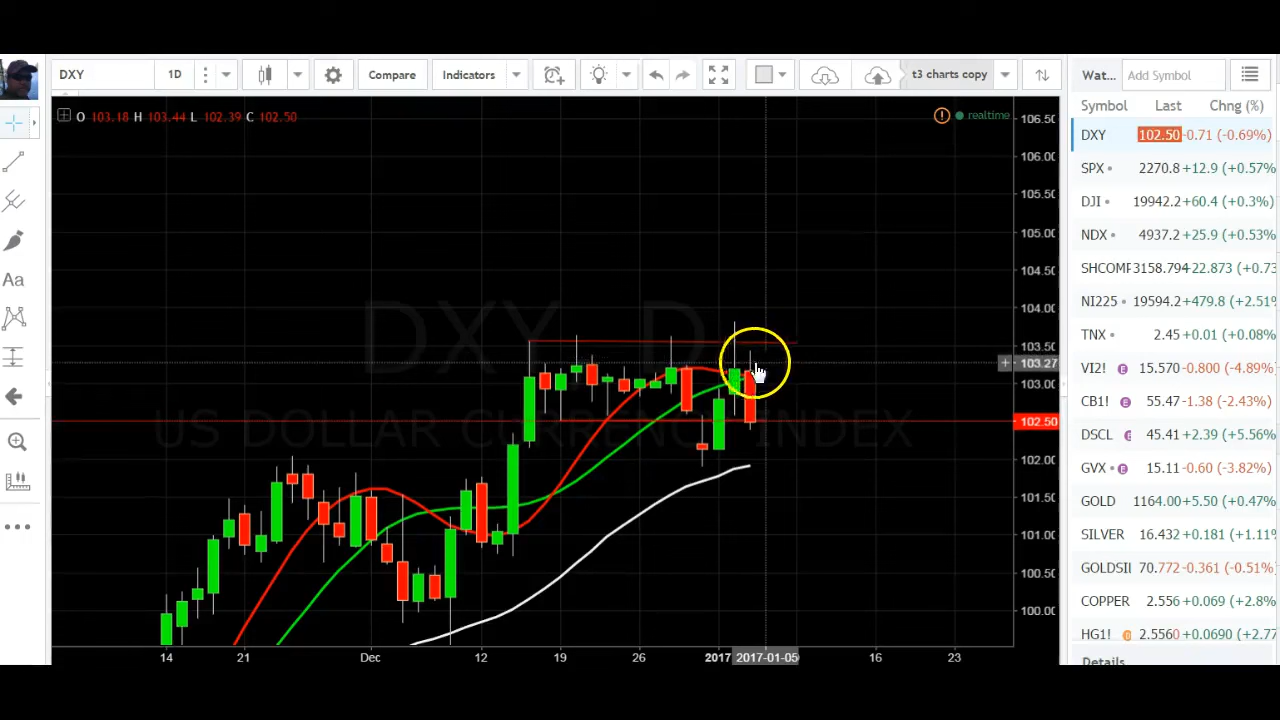 DXY 1D Compare Indicators t3 charts copy
Wat... Add Symbol
O 103.18 H 103.44 L 102.39 C 102.50
realtime
Symbol Last Chng (%)
DXY 102.50 -0.71 (-0.69%)
SPX 2270.8 +12.9 (+0.57%
DJI 19942.2 +60.4 (+0.3%)
NDX 4937.2 +25.9 (+0.53%
SHCOMP 3158.794 -22.873 (+0.73
NI225 19594.2 +479.8 (+2.51%
TNX 2.45 +0.01 (+0.08%
VI2! E 15.570 -0.800 (-4.89%)
CB1! E 55.47 -1.38 (-2.43%)
DSCL E 45.41 +2.39 (+5.56%
GVX E 15.11 -0.60 (-3.82%)
GOLD 1164.00 +5.50 (+0.47%
SILVER 16.432 +0.181 (+1.11%
GOLDSIL 70.772 -0.361 (-0.51%)
COPPER 2.556 +0.069 (+2.8%
HG1! D 2.5560 +0.0690 (+2.77
Details
Aa
DXY, D
US DOLLAR CURRENCY INDEX
106.50
106.00
105.50
105.00
104.50
104.00
103.50
103.27
103.00
102.50
102.00
101.50
101.00
100.50
100.00
14 21 Dec 12 19 26 2017 2017-01-05 16 23